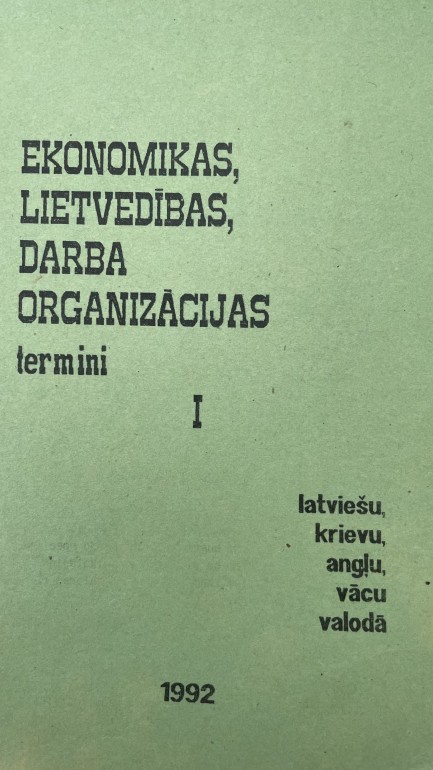 EKONOMIKAS,
LIETVEDĪBAS,
DARBA
ORGANIZĀCIJAS
termini
I
latviešu,
krievu,
angļu,
vācu
valodā
1992